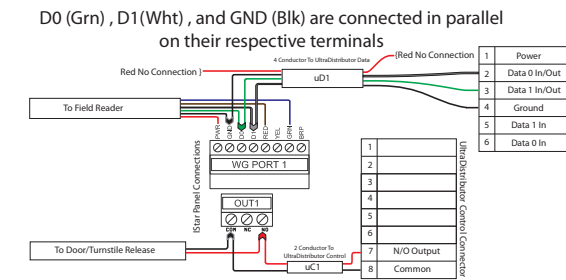 D0 (Grn) , D1(Wht) , and GND (Blk) are connected in parallel
on their respective terminals
4 Conductor To UltraDistributor Data
(Red No Connection
Red No Connection )
uD1
1 Power
2 Data 0 In/Out
3 Data 1 In/Out
4 Ground
5 Data 1 In
6 Data 0 In
To Field Reader
PWR
GND
D0
D1
RED
YEL
GRN
BRP
WG PORT 1
IStar Panel Connections
OUT1
COM NC NO
To Door/Turnstile Release
2 Conductor To
UltraDistributor Control
uC1
1
2
3
4
5
6
7 N/O Output
8 Common
UltraDistributor Control Connector